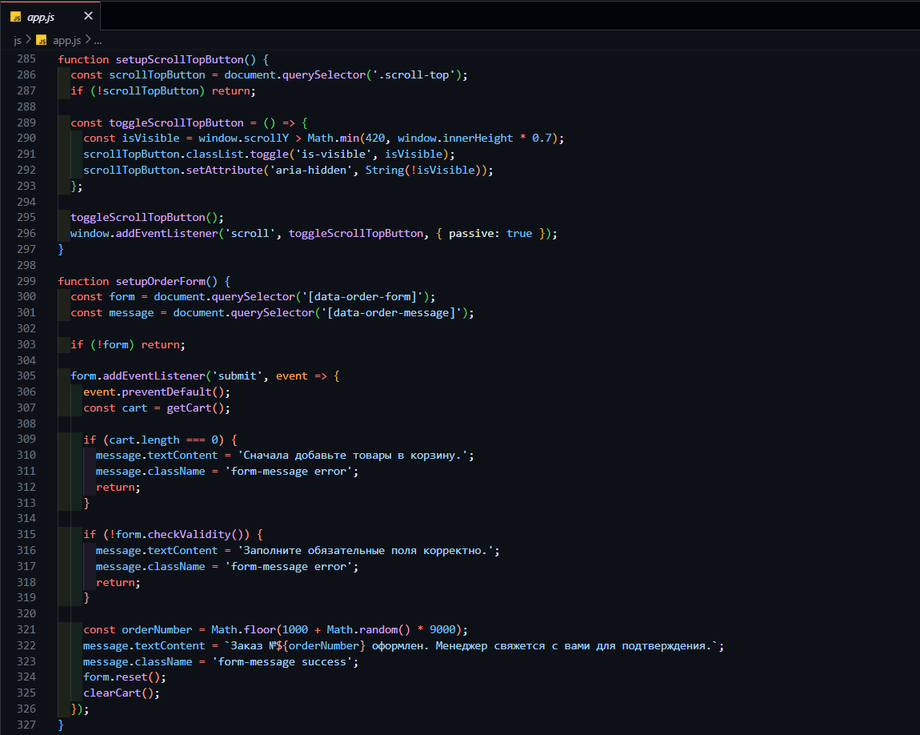 JS app.js ×
js > JS app.js > ...
285 function setupScrollTopButton() {
286   const scrollTopButton = document.querySelector('.scroll-top');
287   if (!scrollTopButton) return;
288
289   const toggleScrollTopButton = () => {
290     const isVisible = window.scrollY > Math.min(420, window.innerHeight * 0.7);
291     scrollTopButton.classList.toggle('is-visible', isVisible);
292     scrollTopButton.setAttribute('aria-hidden', String(!isVisible));
293   };
294
295   toggleScrollTopButton();
296   window.addEventListener('scroll', toggleScrollTopButton, { passive: true });
297 }
298
299 function setupOrderForm() {
300   const form = document.querySelector('[data-order-form]');
301   const message = document.querySelector('[data-order-message]');
302
303   if (!form) return;
304
305   form.addEventListener('submit', event => {
306     event.preventDefault();
307     const cart = getCart();
308
309     if (cart.length === 0) {
310       message.textContent = 'Сначала добавьте товары в корзину.';
311       message.className = 'form-message error';
312       return;
313     }
314
315     if (!form.checkValidity()) {
316       message.textContent = 'Заполните обязательные поля корректно.';
317       message.className = 'form-message error';
318       return;
319     }
320
321     const orderNumber = Math.floor(1000 + Math.random() * 9000);
322     message.textContent = `Заказ №${orderNumber} оформлен. Менеджер свяжется с вами для подтверждения.`;
323     message.className = 'form-message success';
324     form.reset();
325     clearCart();
326   });
327 }